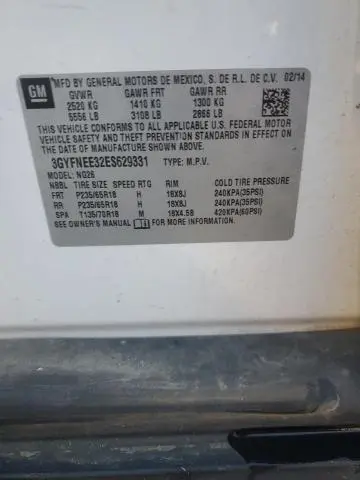 GM
MFD BY GENERAL MOTORS DE MEXICO, S. DE R.L. DE C.V. 02/14
GVWR GAWR FRT GAWR RR
2520 KG 1410 KG 1300 KG
5556 LB 3108 LB 2866 LB
THIS VEHICLE CONFORMS TO ALL APPLICABLE U.S. FEDERAL MOTOR
VEHICLE SAFETY AND THEFT PREVENTION STANDARDS IN EFFECT ON
THE DATE OF MANUFACTURE SHOWN ABOVE.
3GYFNEE32ES629331 TYPE: M.P.V.
MODEL: NG26
NBBL TIRE SIZE SPEED RTG RIM COLD TIRE PRESSURE
FRT P235/65R18 H 18X8J 240KPA(35PSI)
RR P235/65R18 H 18X8J 240KPA(35PSI)
SPA T135/70R18 M 18X4.5B 420KPA(60PSI)
SEE OWNER'S MANUAL FOR MORE INFORMATION